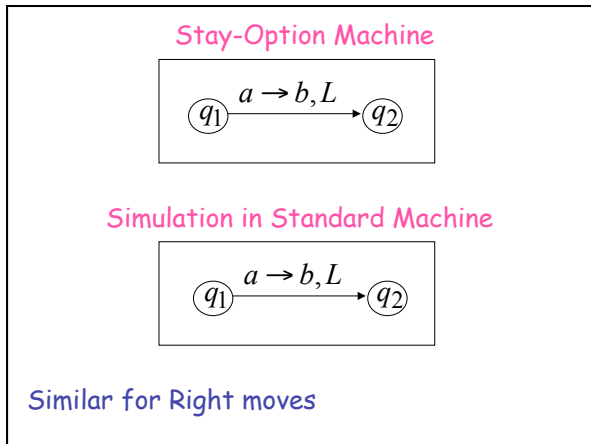 Stay-Option Machine
a → b, L
q1 q2
Simulation in Standard Machine
a → b, L
q1 q2
Similar for Right moves